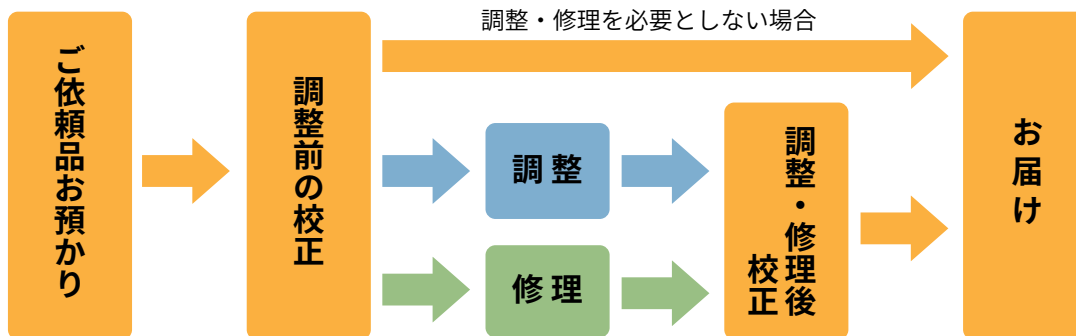 調整・修理を必要としない場合
ご依頼品お預かり
調整前の校正
調整
修理
調整・修理後
校正
お届け